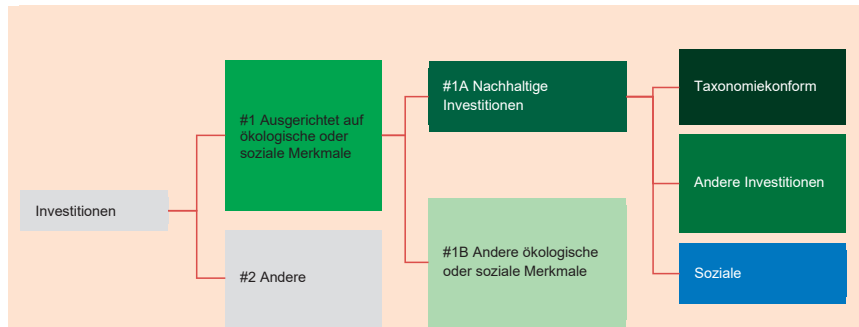 Investitionen
#1 Ausgerichtet auf
ökologische oder
soziale Merkmale
#2 Andere
#1A Nachhaltige
Investitionen
#1B Andere ökologische
oder soziale Merkmale
Taxonomiekonform
Andere Investitionen
Soziale